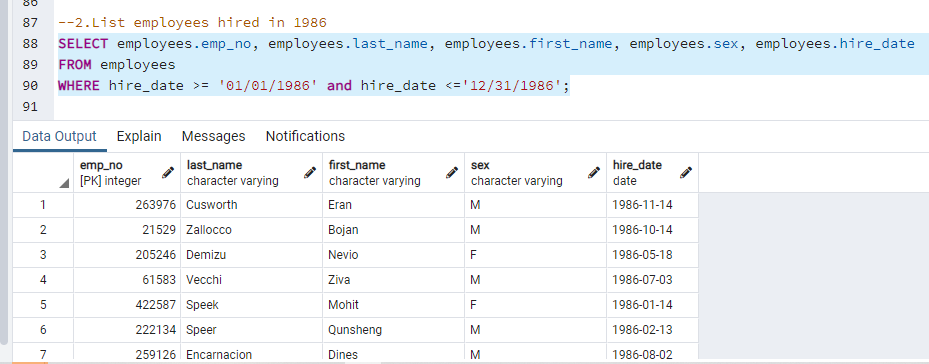 86
87 --2.List employees hired in 1986
88 SELECT employees.emp_no, employees.last_name, employees.first_name, employees.sex, employees.hire_date
89 FROM employees
90 WHERE hire_date >= '01/01/1986' and hire_date <='12/31/1986';
91
Data Output Explain Messages Notifications
emp_no last_name first_name sex hire_date
[PK] integer character varying character varying character varying date
1 263976 Cusworth Eran M 1986-11-14
2 21529 Zallocco Bojan M 1986-10-14
3 205246 Demizu Nevio F 1986-05-18
4 61583 Vecchi Ziva M 1986-07-03
5 422587 Speek Mohit F 1986-01-14
6 222134 Speer Qunsheng M 1986-02-13
7 259126 Encarnacion Dines M 1986-08-02